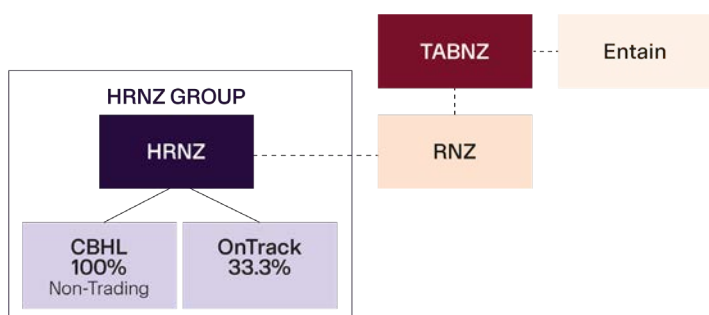 TABNZ
Entain
HRNZ GROUP
HRNZ
RNZ
CBHL
100%
Non-Trading
OnTrack
33.3%